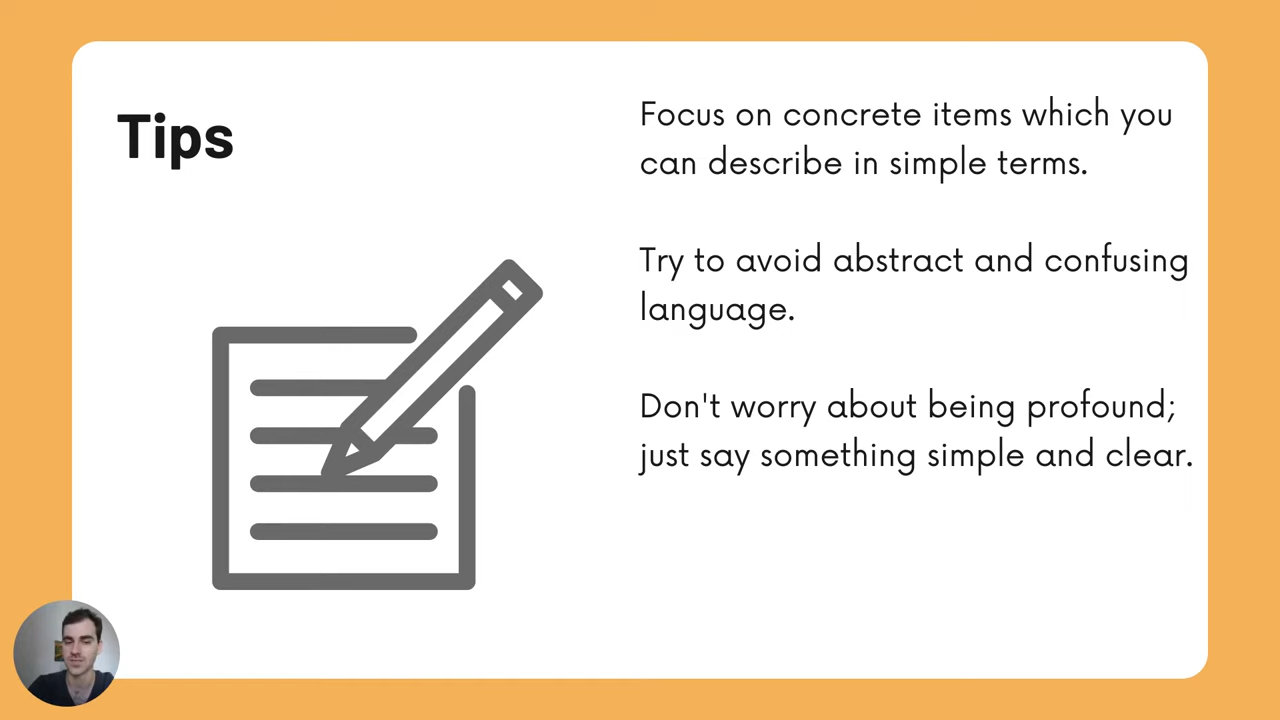 Tips
Focus on concrete items which you
can describe in simple terms.
Try to avoid abstract and confusing
language.
Don't worry about being profound;
just say something simple and clear.